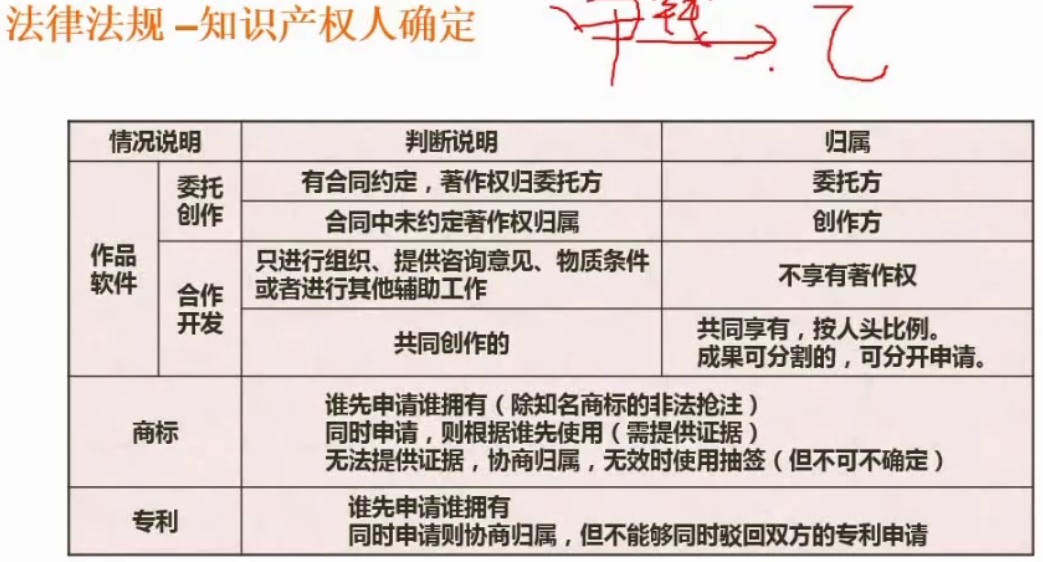 法律法规 –知识产权人确定
甲 钱 乙
情况说明 判断说明 归属
作品
软件
委托
创作
有合同约定，著作权归委托方 委托方
合同中未约定著作权归属 创作方
合作
开发
只进行组织、提供咨询意见、物质条件
或者进行其他辅助工作
不享有著作权
共同创作的
共同享有，按人头比例。
成果可分割的，可分开申请。
商标
谁先申请谁拥有（除知名商标的非法抢注）
同时申请，则根据谁先使用（需提供证据）
无法提供证据，协商归属，无效时使用抽签（但不可不确定）
专利
谁先申请谁拥有
同时申请则协商归属，但不能够同时驳回双方的专利申请